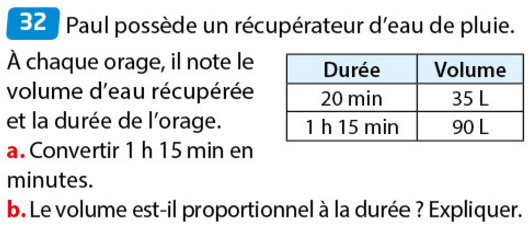 32 Paul possède un récupérateur d'eau de pluie.
À chaque orage, il note le
volume d'eau récupérée
et la durée de l'orage.
Durée Volume
20 min 35 L
1 h 15 min 90 L
a. Convertir 1 h 15 min en
minutes.
b. Le volume est-il proportionnel à la durée ? Expliquer.